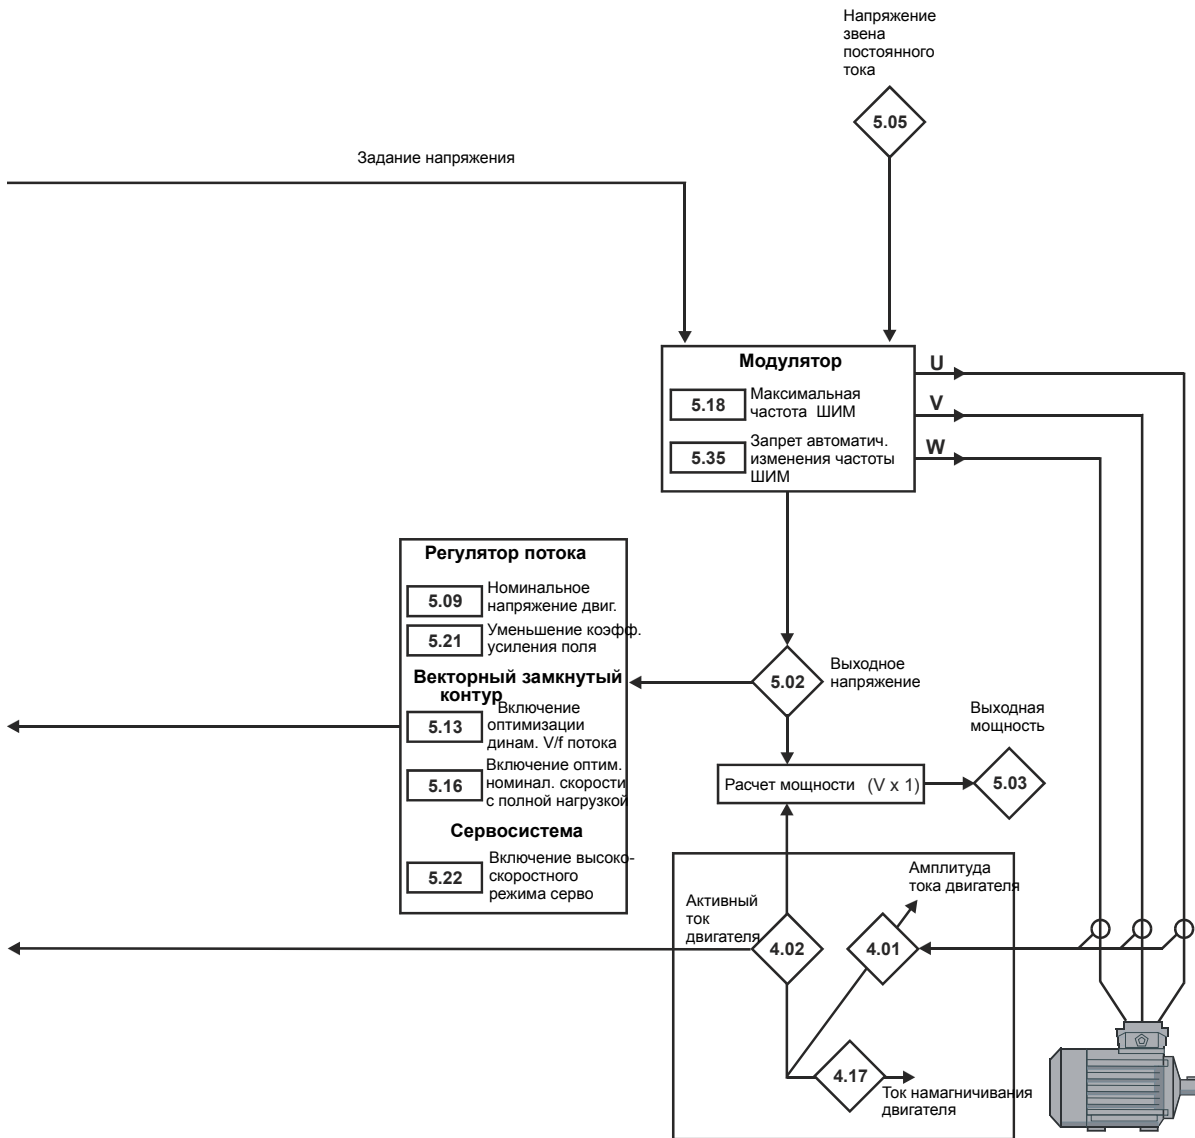 Напряжение
звена
постоянного
тока
5.05
Задание напряжения
Модулятор
5.18
Максимальная
частота ШИМ
5.35
Запрет автоматич.
изменения частоты
ШИМ
U
V
W
Регулятор потока
5.09
Номинальное
напряжение двиг.
5.21
Уменьшение коэфф.
усиления поля
Векторный замкнутый
контур
5.13
Включение
оптимизации
динам. V/f потока
5.16
Включение оптим.
номинал. скорости
с полной нагрузкой
Сервосистема
5.22
Включение высоко-
скоростного
режима серво
5.02
Выходное
напряжение
Выходная
мощность
Расчет мощности (V x 1)
5.03
Активный
ток
двигателя
4.02
Амплитуда
тока двигателя
4.01
4.17
Ток намагничивания
двигателя